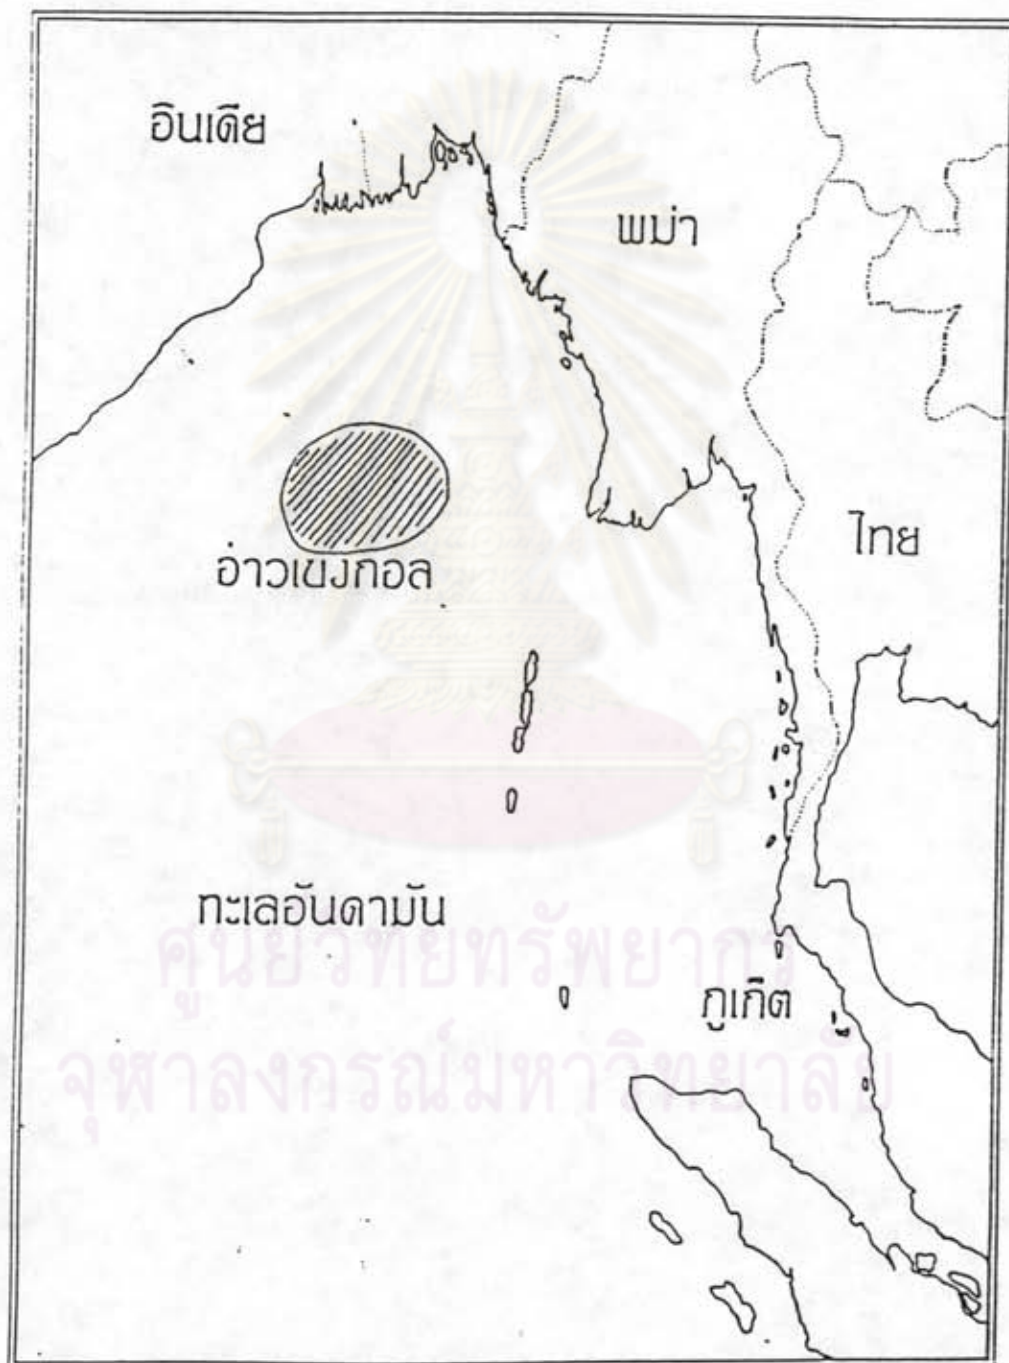 อินเดีย
พม่า
ไทย
อ่าวเบงกอล
ทะเลอันดามัน
ศูนย์วิทยทรัพยากร
ภูเก็ต
จุฬาลงกรณ์มหาวิทยาลัย